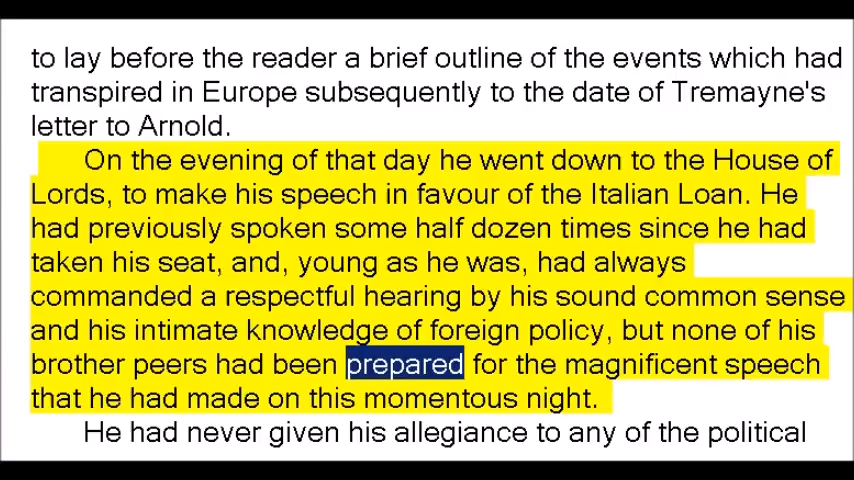 to lay before the reader a brief outline of the events which had
transpired in Europe subsequently to the date of Tremayne's
letter to Arnold.
On the evening of that day he went down to the House of
Lords, to make his speech in favour of the Italian Loan. He
had previously spoken some half dozen times since he had
taken his seat, and, young as he was, had always
commanded a respectful hearing by his sound common sense
and his intimate knowledge of foreign policy, but none of his
brother peers had been prepared for the magnificent speech
that he had made on this momentous night.
He had never given his allegiance to any of the political